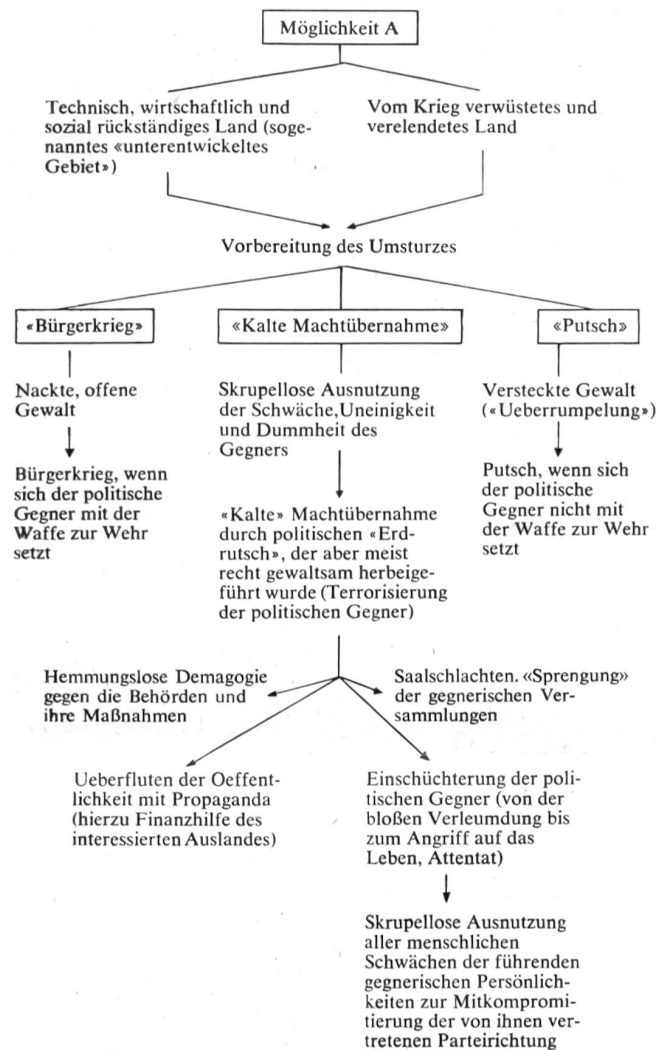 Möglichkeit A
Technisch, wirtschaftlich und
sozial rückständiges Land (soge-
nanntes «unterentwickeltes
Gebiet»)
Vom Krieg verwüstetes und
verelendetes Land
Vorbereitung des Umsturzes
«Bürgerkrieg»
«Kalte Machtübernahme»
«Putsch»
Nackte, offene
Gewalt
Bürgerkrieg, wenn
sich der politische
Gegner mit der
Waffe zur Wehr
setzt
Skrupellose Ausnutzung
der Schwäche,Uneinigkeit
und Dummheit des
Gegners
«Kalte» Machtübernahme
durch politischen «Erd-
rutsch», der aber meist
recht gewaltsam herbeige-
führt wurde (Terrorisierung
der politischen Gegner)
Versteckte Gewalt
(«Ueberrumpelung»)
Putsch, wenn sich
der politische
Gegner nicht mit
der Waffe zur Wehr
setzt
Hemmungslose Demagogie
gegen die Behörden und
ihre Maßnahmen
Saalschlachten. «Sprengung»
der gegnerischen Ver-
sammlungen
Ueberfluten der Oeffent-
lichkeit mit Propaganda
(hierzu Finanzhilfe des
interessierten Auslandes)
Einschüchterung der poli-
tischen Gegner (von der
bloßen Verleumdung bis
zum Angriff auf das
Leben, Attentat)
Skrupellose Ausnutzung
aller menschlichen
Schwächen der führenden
gegnerischen Persönlich-
keiten zur Mitkompromi-
tierung der von ihnen ver-
tretenen Parteirichtung